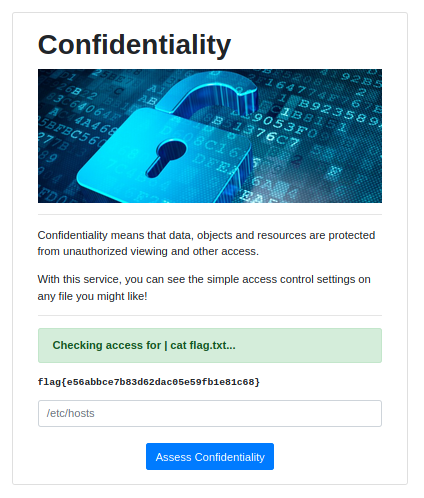 Confidentiality
Confidentiality means that data, objects and resources are protected
from unauthorized viewing and other access.
With this service, you can see the simple access control settings on
any file you might like!
Checking access for | cat flag.txt...
flag{e56abbce7b83d62dac05e59fb1e81c68}
/etc/hosts
Assess Confidentiality